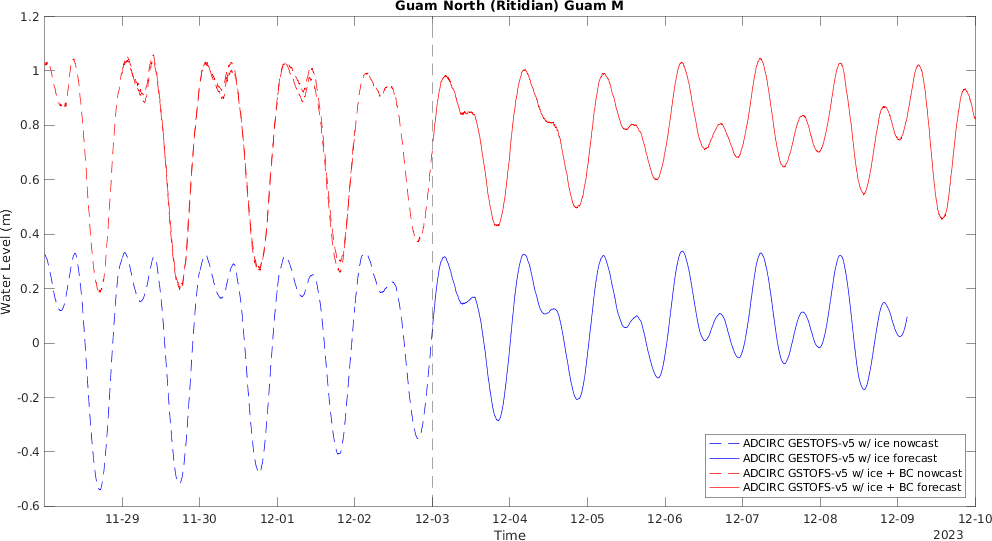 Guam North (Ritidian) Guam M
1.2
1
0.8
0.6
0.4
0.2
0
-0.2
-0.4
-0.6
Water Level (m)
ADCIRC GESTOFS-v5 w/ ice nowcast
ADCIRC GESTOFS-v5 w/ ice forecast
ADCIRC GSTOFS-v5 w/ ice + BC nowcast
ADCIRC GSTOFS-v5 w/ ice + BC forecast
11-29 11-30 12-01 12-02 12-03 12-04 12-05 12-06 12-07 12-08 12-09 12-10
Time
2023